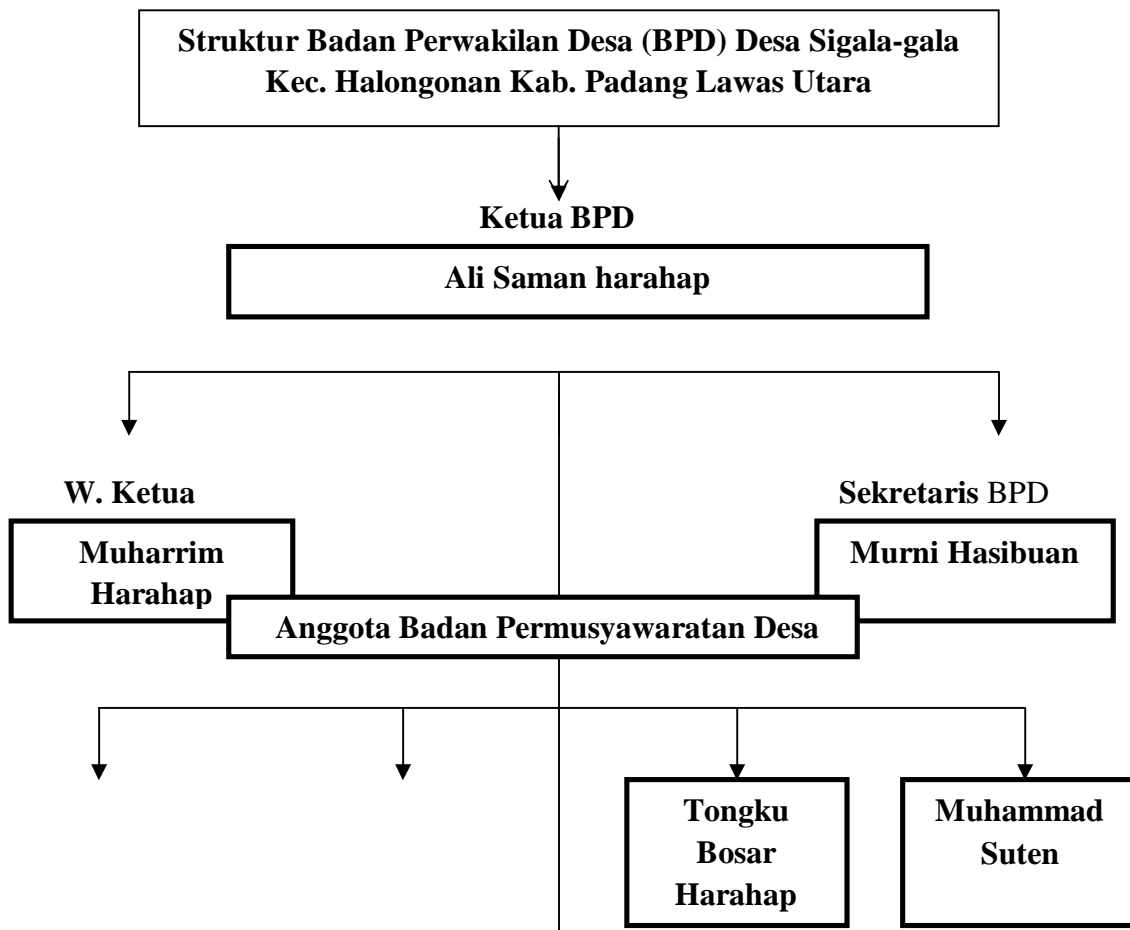 Struktur Badan Perwakilan Desa (BPD) Desa Sigala-gala
Kec. Halongonan Kab. Padang Lawas Utara
Ketua BPD
Ali Saman harahap
W. Ketua
Sekretaris BPD
Muharrim
Harahap
Murni Hasibuan
Anggota Badan Permusyawaratan Desa
Tongku
Bosar
Harahap
Muhammad
Suten